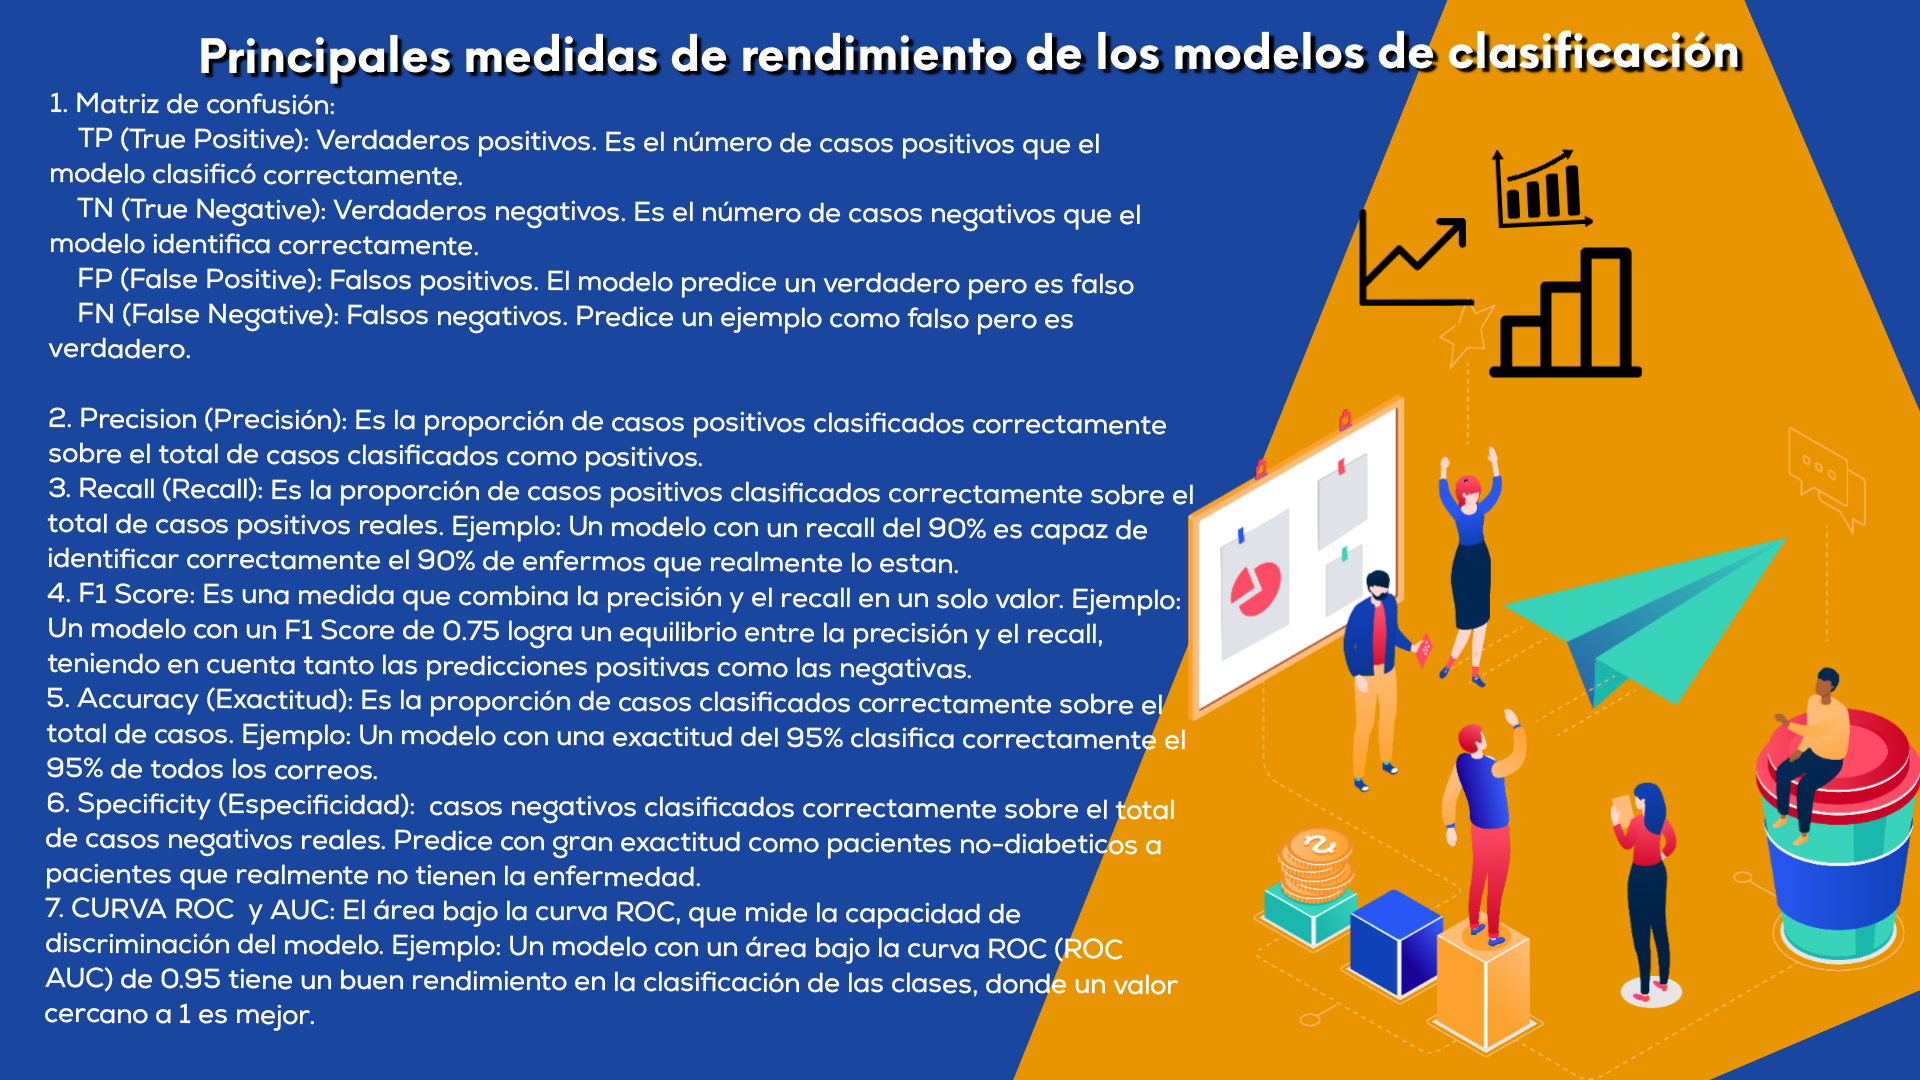 Principales medidas de rendimiento de los modelos de clasificación
1. Matriz de confusión:
TP (True Positive): Verdaderos positivos. Es el número de casos positivos que el
modelo clasificó correctamente.
TN (True Negative): Verdaderos negativos. Es el número de casos negativos que el
modelo identifica correctamente.
FP (False Positive): Falsos positivos. El modelo predice un verdadero pero es falso
FN (False Negative): Falsos negativos. Predice un ejemplo como falso pero es
verdadero.
2. Precision (Precisión): Es la proporción de casos positivos clasificados correctamente
sobre el total de casos clasificados como positivos.
3. Recall (Recall): Es la proporción de casos positivos clasificados correctamente sobre el
total de casos positivos reales. Ejemplo: Un modelo con un recall del 90% es capaz de
identificar correctamente el 90% de enfermos que realmente lo estan.
4. F1 Score: Es una medida que combina la precisión y el recall en un solo valor. Ejemplo:
Un modelo con un F1 Score de 0.75 logra un equilibrio entre la precisión y el recall,
teniendo en cuenta tanto las predicciones positivas como las negativas.
5. Accuracy (Exactitud): Es la proporción de casos clasificados correctamente sobre el
total de casos. Ejemplo: Un modelo con una exactitud del 95% clasifica correctamente el
95% de todos los correos.
6. Specificity (Especificidad):  casos negativos clasificados correctamente sobre el total
de casos negativos reales. Predice con gran exactitud como pacientes no-diabeticos a
pacientes que realmente no tienen la enfermedad.
7. CURVA ROC  y AUC: El área bajo la curva ROC, que mide la capacidad de
discriminación del modelo. Ejemplo: Un modelo con un área bajo la curva ROC (ROC
AUC) de 0.95 tiene un buen rendimiento en la clasificación de las clases, donde un valor
cercano a 1 es mejor.